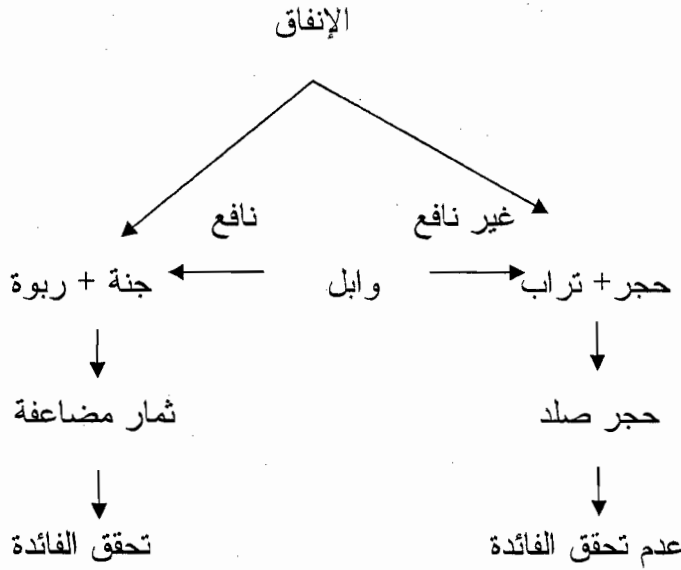 الإنفاق
غير نافع نافع
حجر+ تراب وابل جنة + ربوة
حجر صلد ثمار مضاعفة
عدم تحقق الفائدة تحقق الفائدة